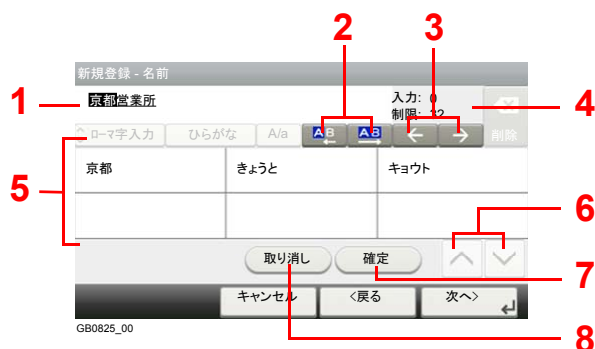 2 3
新規登録 - 名前
1 京都営業所 入力: 0 4
制限: 32
ローマ字入力 ひらがな A/a AB AB ← → 削除
5 京都 きょうと キョウト
6
取り消し 確定
7
キャンセル <戻る 次へ>
GB0825_00
8